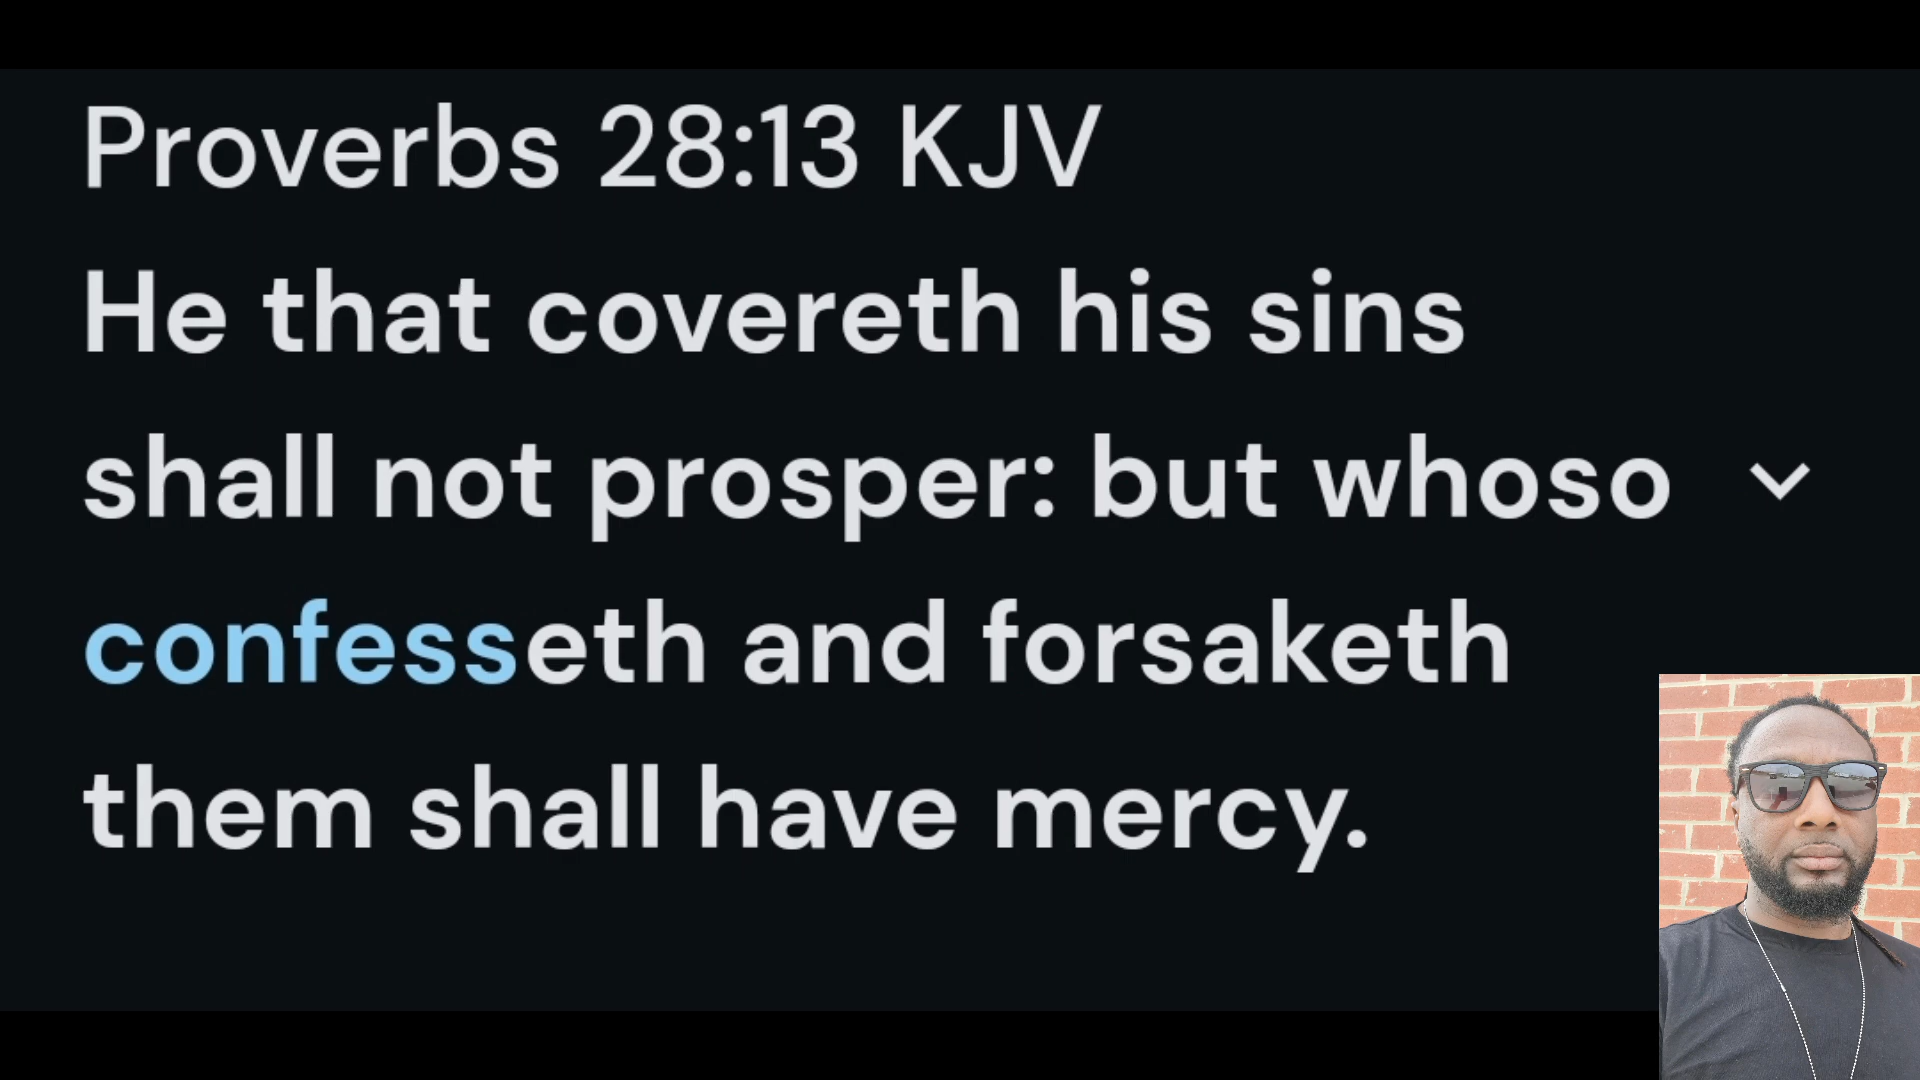 Proverbs 28:13 KJV
He that covereth his sins
shall not prosper: but whoso
confesseth and forsaketh
them shall have mercy.